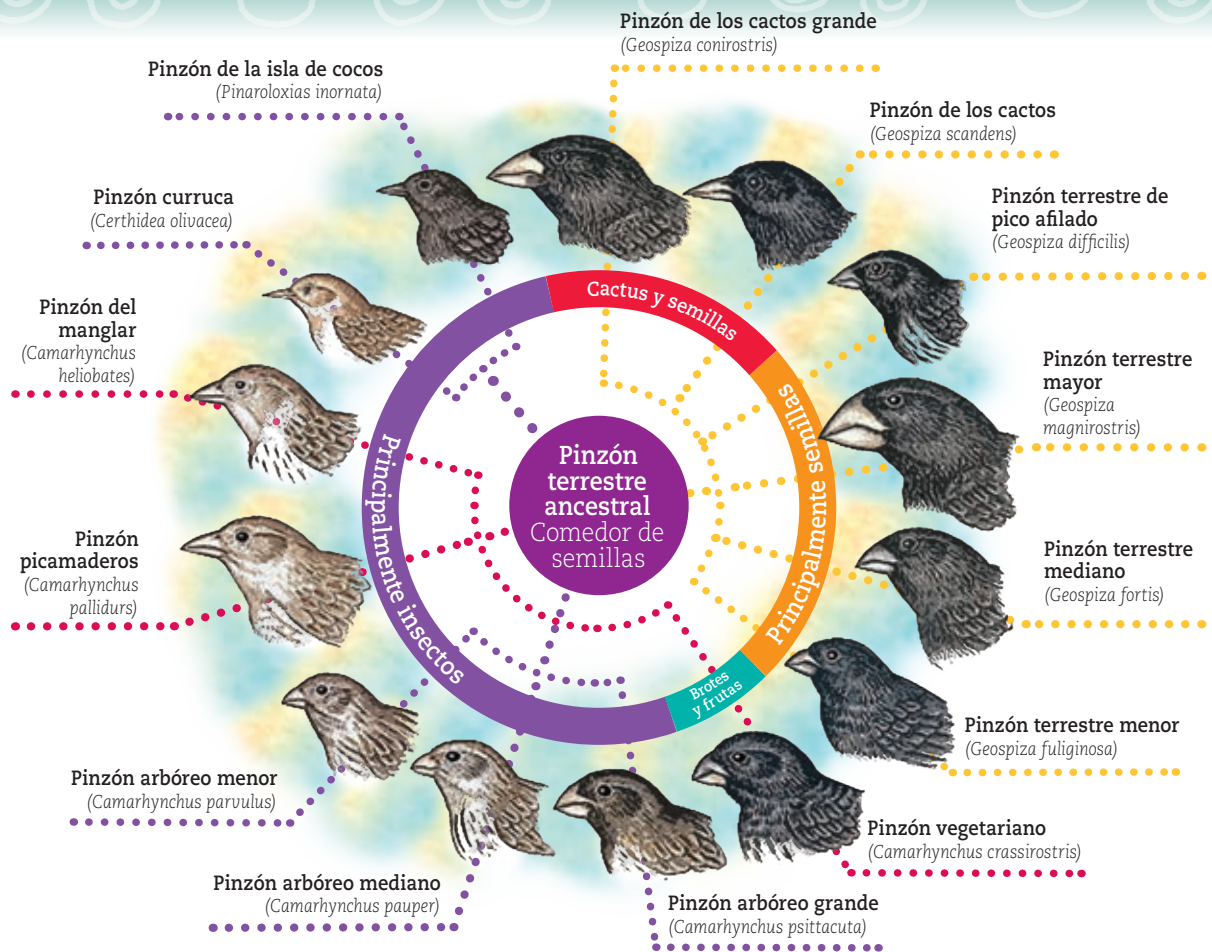 Pinzón de los cactos grande
(Geospiza conirostris)
Pinzón de la isla de cocos
(Pinaroloxias inornata)
Pinzón de los cactos
(Geospiza scandens)
Pinzón curruca
(Certhidea olivacea)
Pinzón terrestre de
pico afilado
(Geospiza difficilis)
Pinzón del
manglar
(Camarhynchus
heliobates)
Pinzón terrestre
mayor
(Geospiza
magnirostris)
Cactus y semillas
Principalmente semillas
Brotes
y frutas
Principalmente insectos
Pinzón
terrestre
ancestral
Comedor de
semillas
Pinzón
picamaderos
(Camarhynchus
pallidurs)
Pinzón terrestre
mediano
(Geospiza fortis)
Pinzón terrestre menor
(Geospiza fuliginosa)
Pinzón arbóreo menor
(Camarhynchus parvulus)
Pinzón vegetariano
(Camarhynchus crassirostris)
Pinzón arbóreo mediano
(Camarhynchus pauper)
Pinzón arbóreo grande
(Camarhynchus psittacuta)